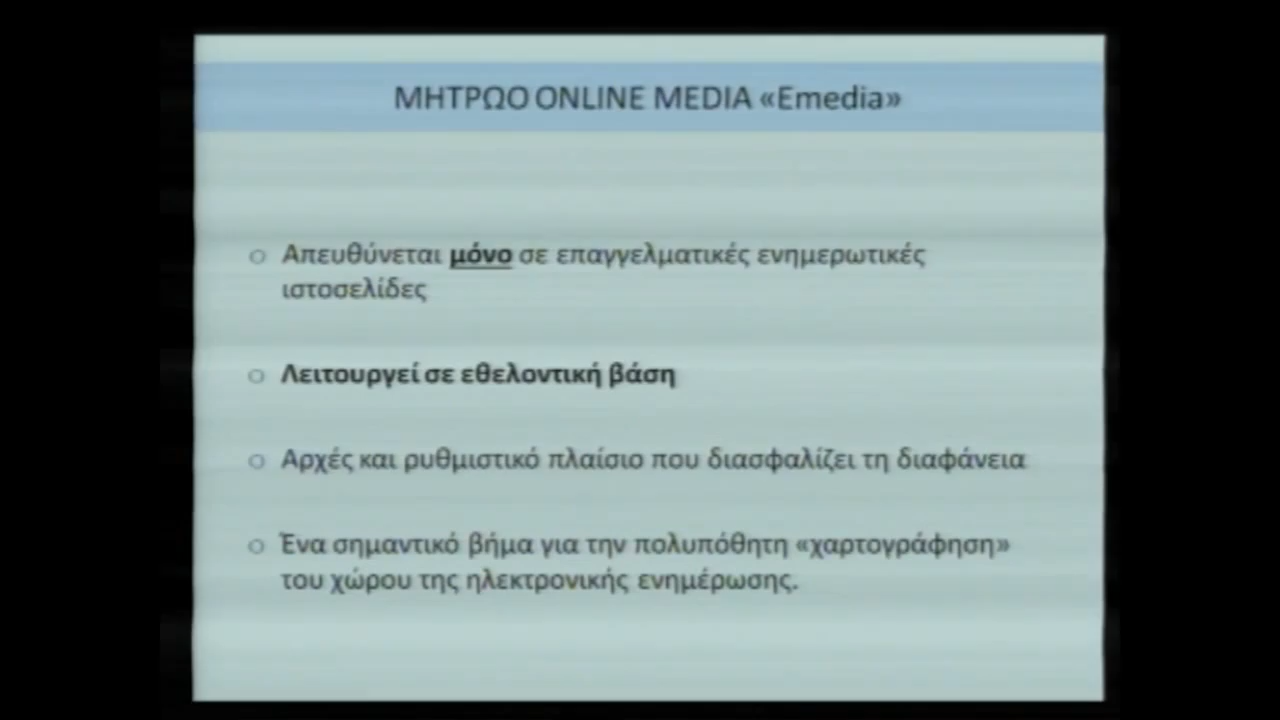 ΜΗΤΡΩΟ ONLINE MEDIA «Emedia»
Απευθύνεται μόνο σε επαγγελματικές ενημερωτικές
ιστοσελίδες
Λειτουργεί σε εθελοντική βάση
Αρχές και ρυθμιστικό πλαίσιο που διασφαλίζει τη διαφάνεια
Ένα σημαντικό βήμα για την πολυπόθητη «χαρτογράφηση»
του χώρου της ηλεκτρονικής ενημέρωσης.